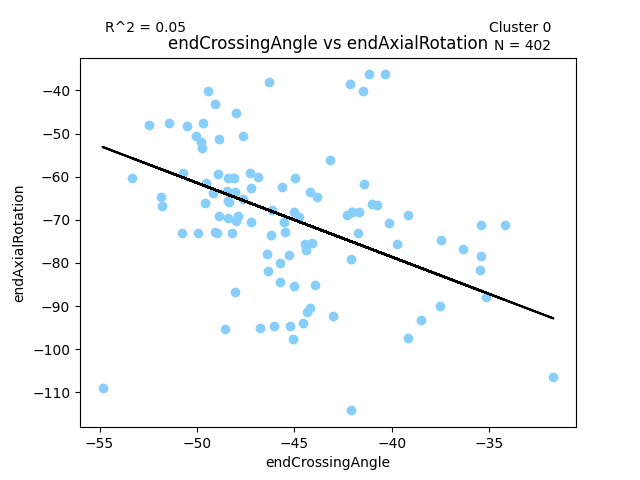 R^2 = 0.05
Cluster 0
endCrossingAngle vs endAxialRotation
N = 402
−40
−50
−60
−70
−80
−90
−100
−110
endAxialRotation
−55
−50
−45
−40
−35
endCrossingAngle